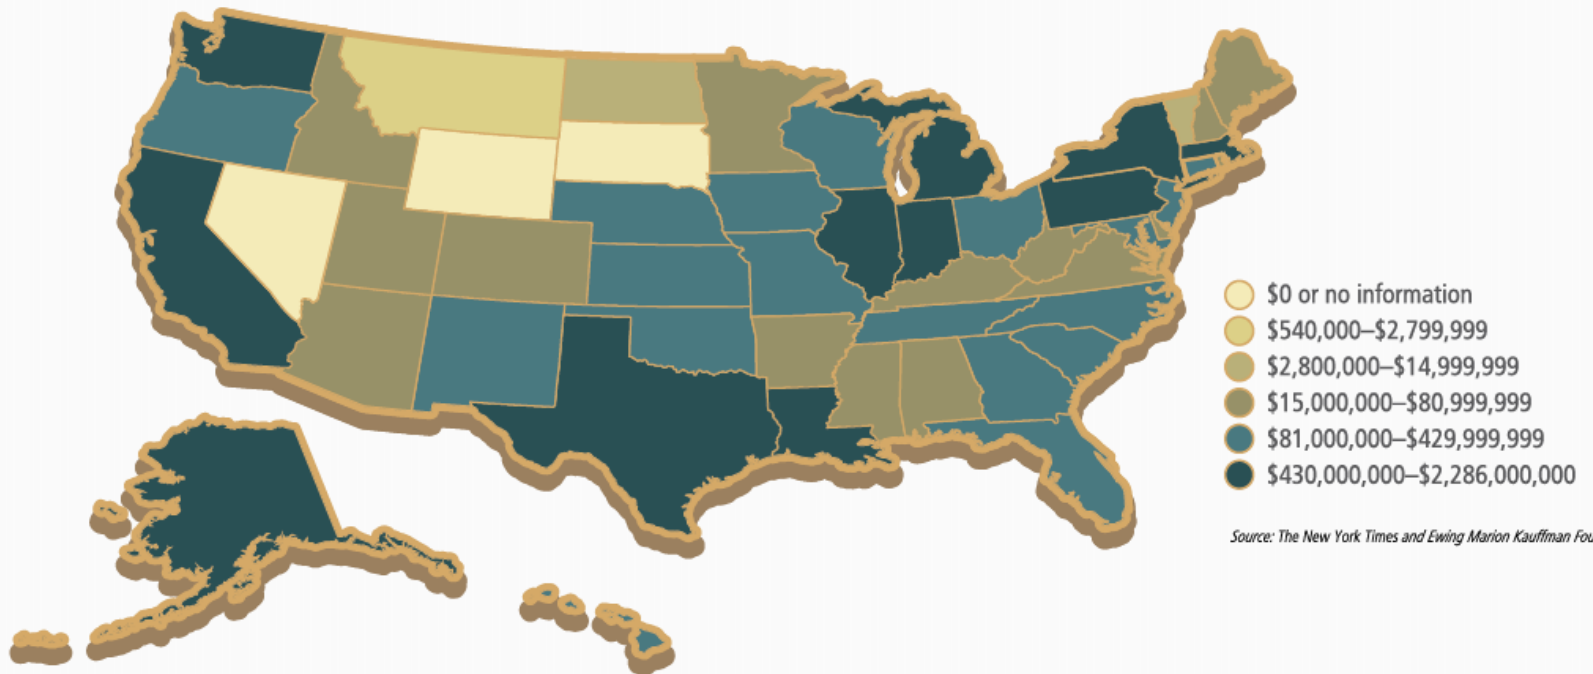 $0 or no information
$540,000–$2,799,999
$2,800,000–$14,999,999
$15,000,000–$80,999,999
$81,000,000–$429,999,999
$430,000,000–$2,286,000,000
Source: The New York Times and Ewing Marion Kauffman Fou